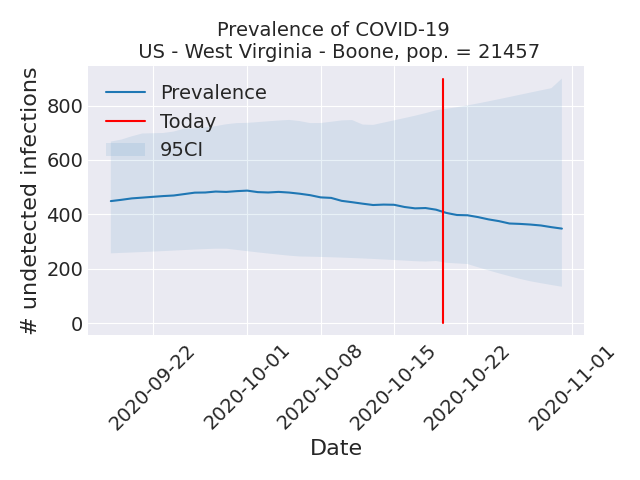 Prevalence of COVID-19
US - West Virginia - Boone, pop. = 21457
# undetected infections
800
600
400
200
0
Prevalence
Today
95CI
2020-09-22
2020-10-01
2020-10-08
2020-10-15
2020-10-22
2020-11-01
Date